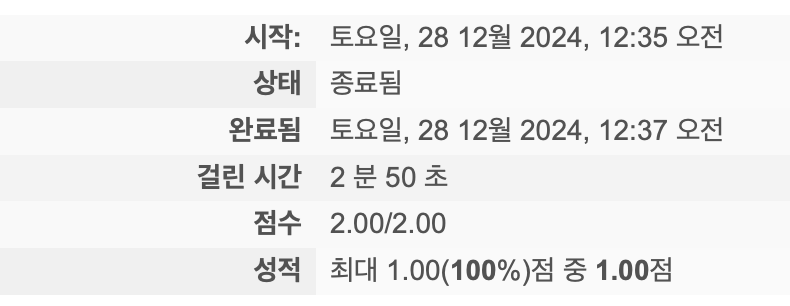 시작: 토요일, 28 12월 2024, 12:35 오전
상태 종료됨
완료됨 토요일, 28 12월 2024, 12:37 오전
걸린 시간 2 분 50 초
점수 2.00/2.00
성적 최대 1.00(100%)점 중 1.00점